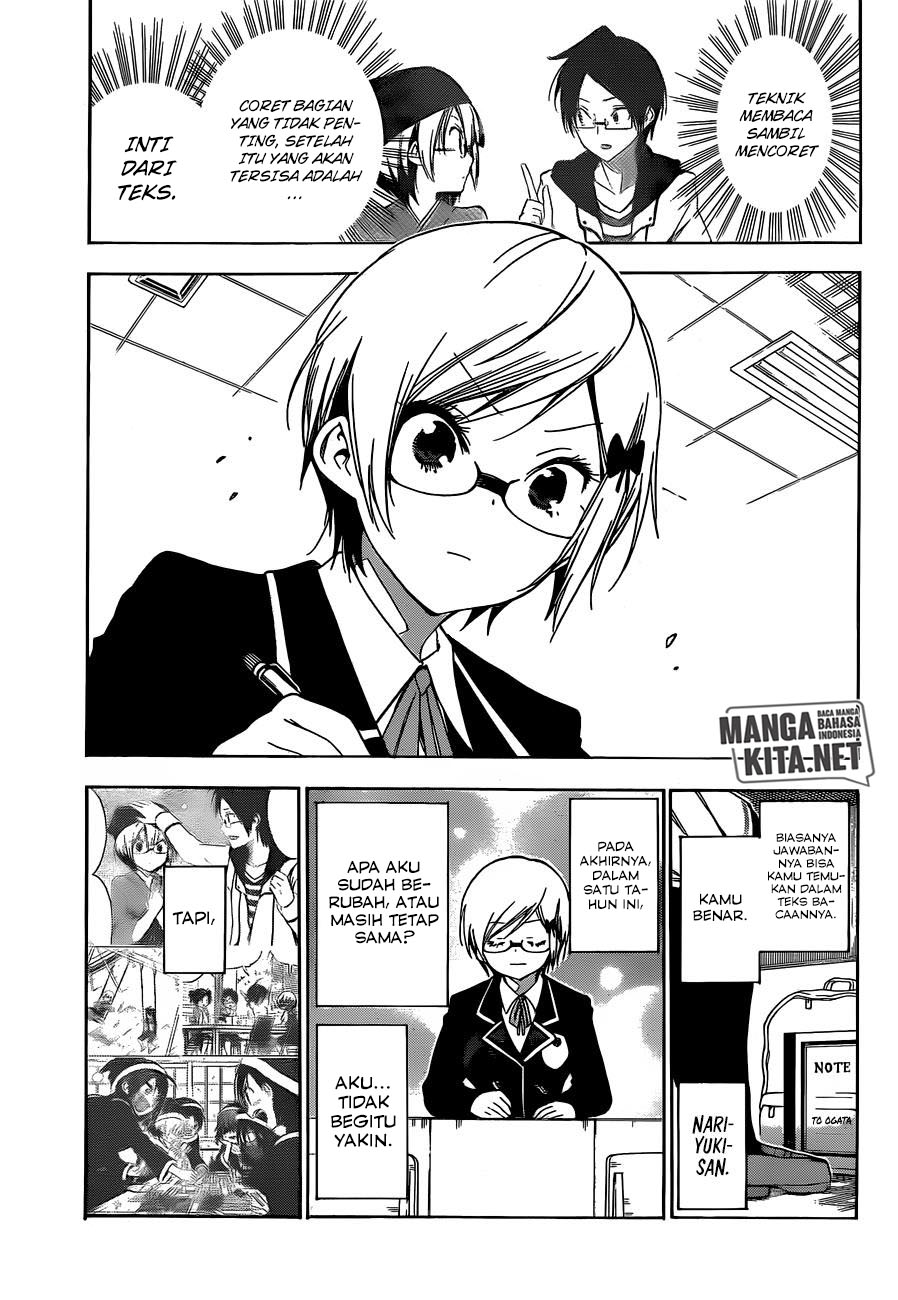 TEKNIK
MEMBACA
SAMBIL
MENCORET
CORET BAGIAN
YANG TIDAK PEN-
TING, SETELAH
ITU YANG AKAN
TERSISA ADALAH
...
INTI
DARI
TEKS.
MANGA
KITA.NET
BACA MANGA
BAHASA
INDONESIA
BIASANYA
JAWABAN-
NYA BISA
KAMU TEMU-
KAN DALAM
TEKS BA-
CAANNYA.
KAMU
BENAR.
NOTE
TO OGATA
NARI-
YUKI-
SAN.
PADA
AKHIRNYA,
DALAM
SATU TA-
HUN INI,
APA AKU
SUDAH BE-
RUBAH, ATAU
MASIH TETAP
SAMA?
AKU...
TIDAK
BEGITU
YAKIN.
TAPI,